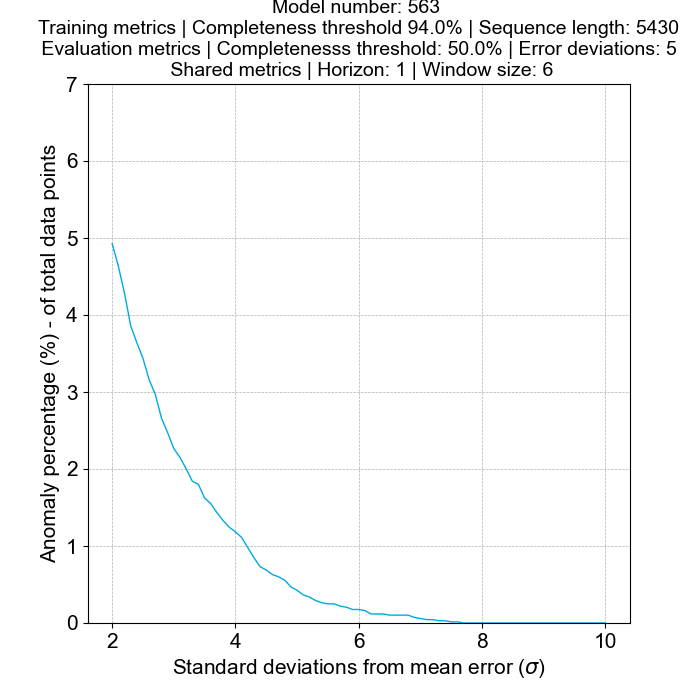 Model number: 563
Training metrics | Completeness threshold 94.0% | Sequence length: 5430
Evaluation metrics | Completenesss threshold: 50.0% | Error deviations: 5
Shared metrics | Horizon: 1 | Window size: 6
7
6
5
4
3
2
1
0
Anomaly percentage (%) - of total data points
2 4 6 8 10
Standard deviations from mean error (σ)